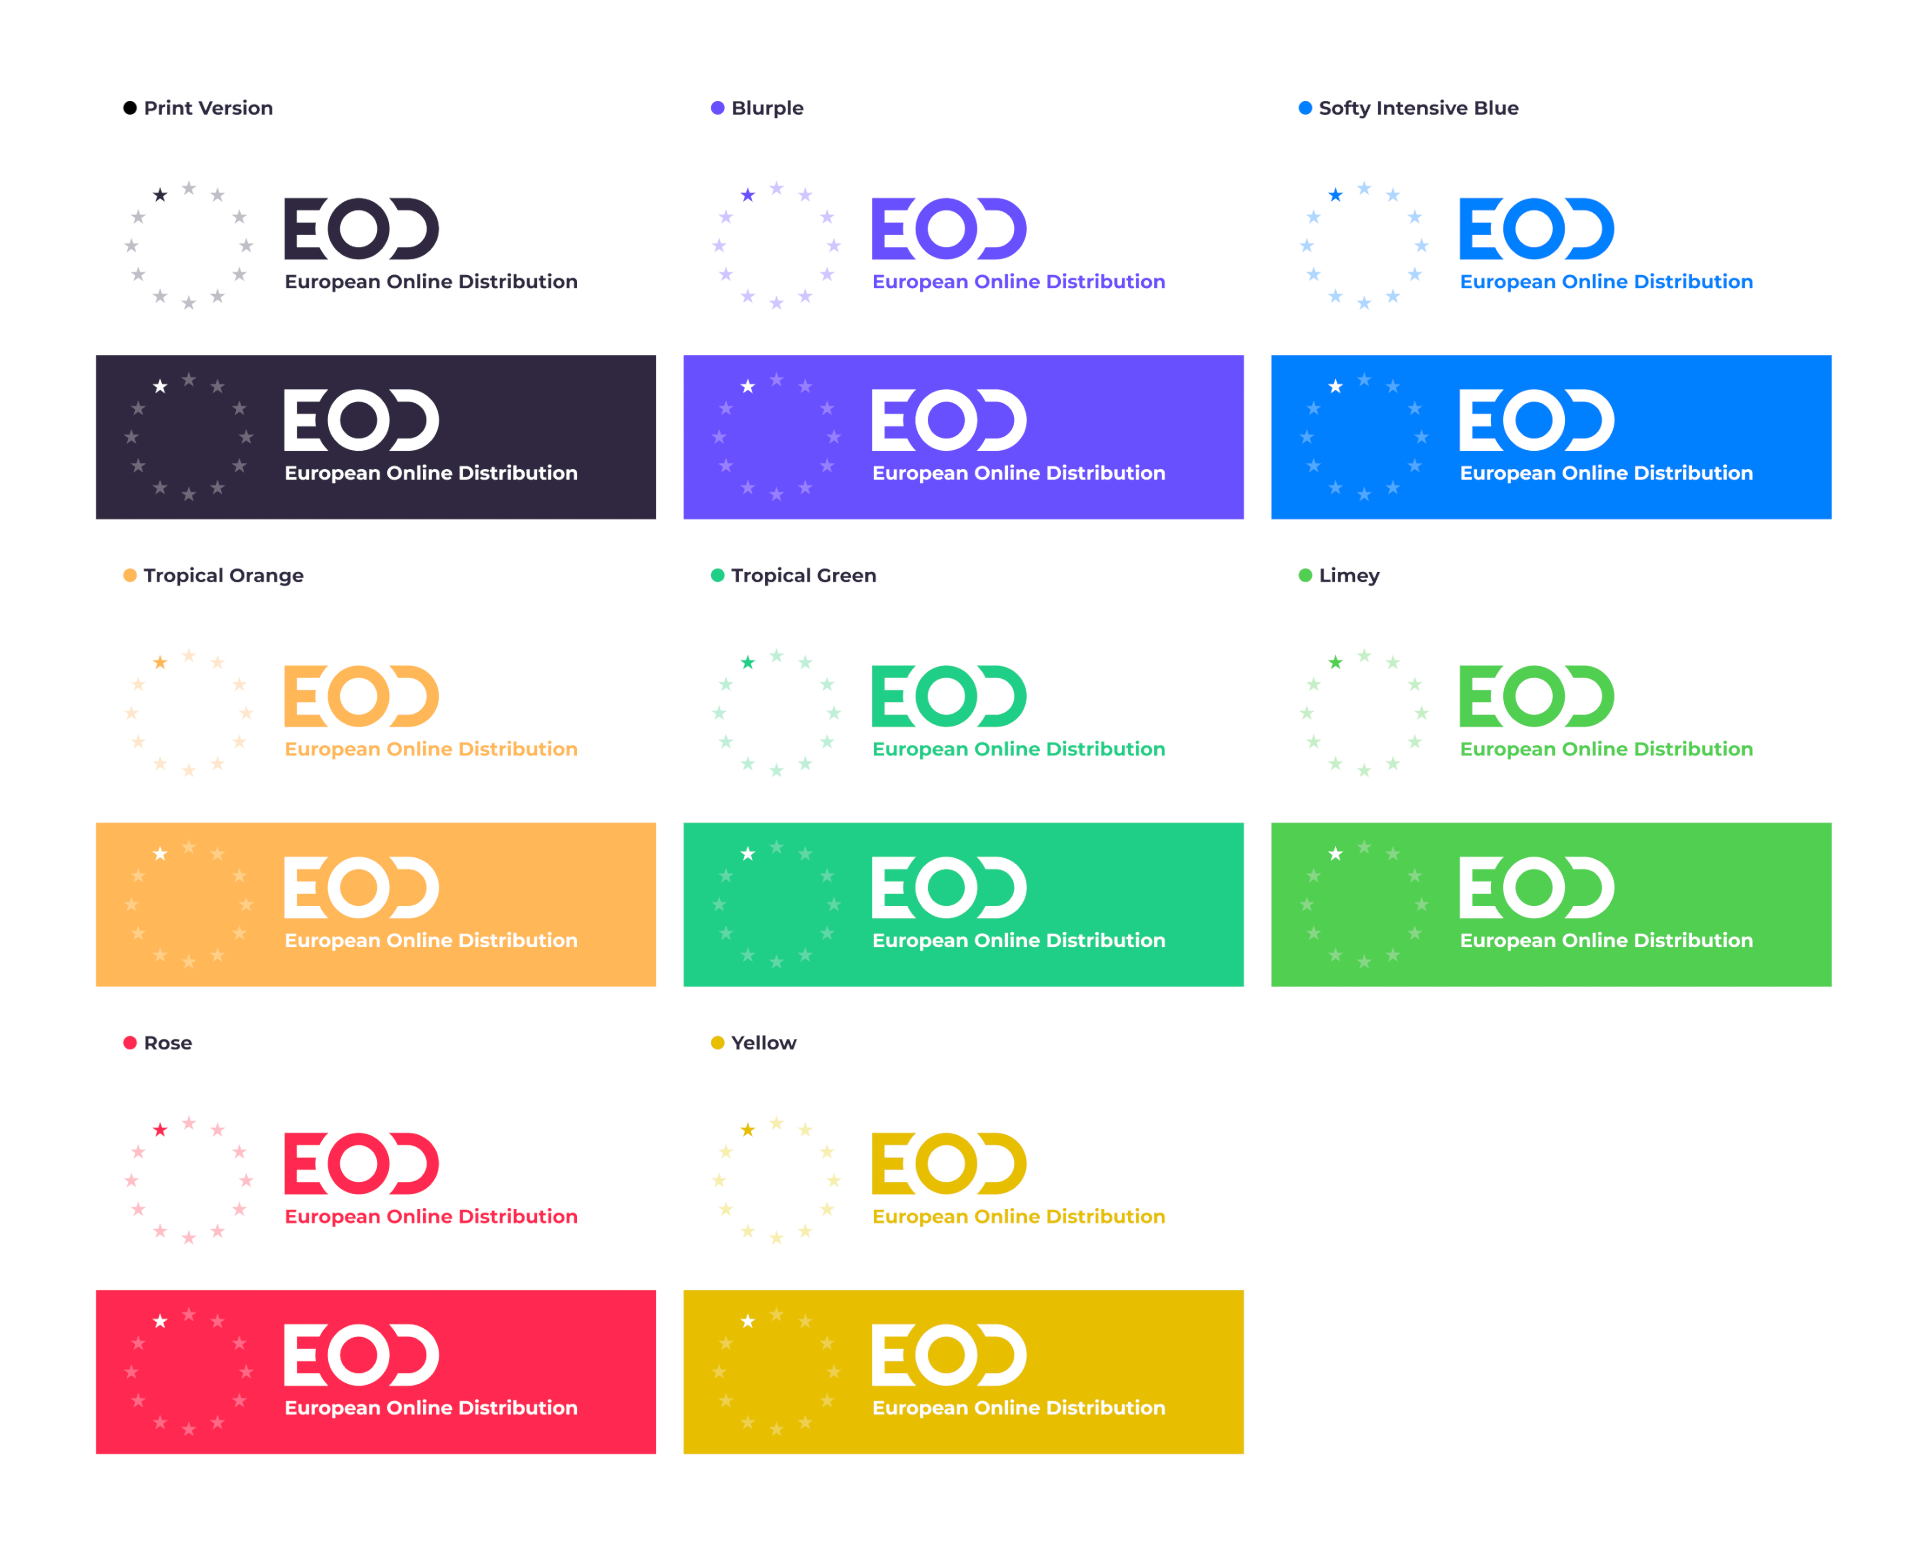 Print Version
Blurple
Softy Intensive Blue
EOD
European Online Distribution
EOD
European Online Distribution
EOD
European Online Distribution
EOD
European Online Distribution
EOD
European Online Distribution
EOD
European Online Distribution
Tropical Orange
Tropical Green
Limey
EOD
European Online Distribution
EOD
European Online Distribution
EOD
European Online Distribution
EOD
European Online Distribution
EOD
European Online Distribution
EOD
European Online Distribution
Rose
Yellow
EOD
European Online Distribution
EOD
European Online Distribution
EOD
European Online Distribution
EOD
European Online Distribution